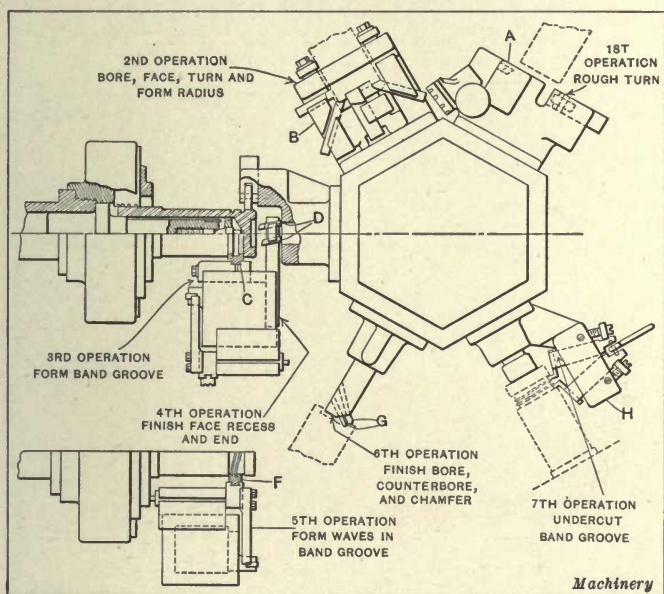 2ND OPERATION
BORE, FACE, TURN AND
FORM RADIUS
A
1ST
OPERATION
ROUGH TURN
B
D
C
3RD OPERATION
FORM BAND GROOVE
4TH OPERATION
FINISH FACE RECESS
AND END
G
H
6TH OPERATION
FINISH BORE,
COUNTERBORE,
AND CHAMFER
7TH OPERATION
UNDERCUT
BAND GROOVE
F
5TH OPERATION
FORM WAVES IN
BAND GROOVE
Machinery